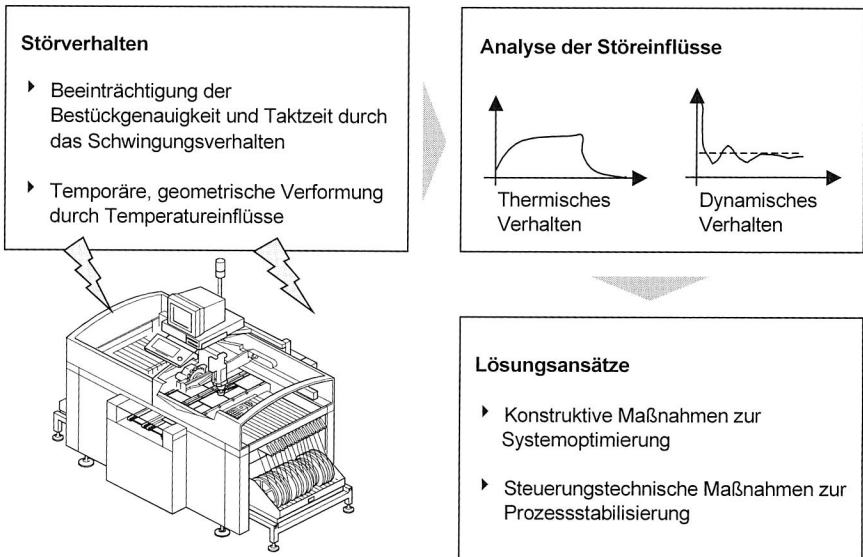 Störverhalten
Beeinträchtigung der
Bestückgenauigkeit und Taktzeit durch
das Schwingungsverhalten
Temporäre, geometrische Verformung
durch Temperatureinflüsse
Analyse der Störeinflüsse
Thermisches
Verhalten
Dynamisches
Verhalten
Lösungsansätze
Konstruktive Maßnahmen zur
Systemoptimierung
Steuerungstechnische Maßnahmen zur
Prozessstabilisierung